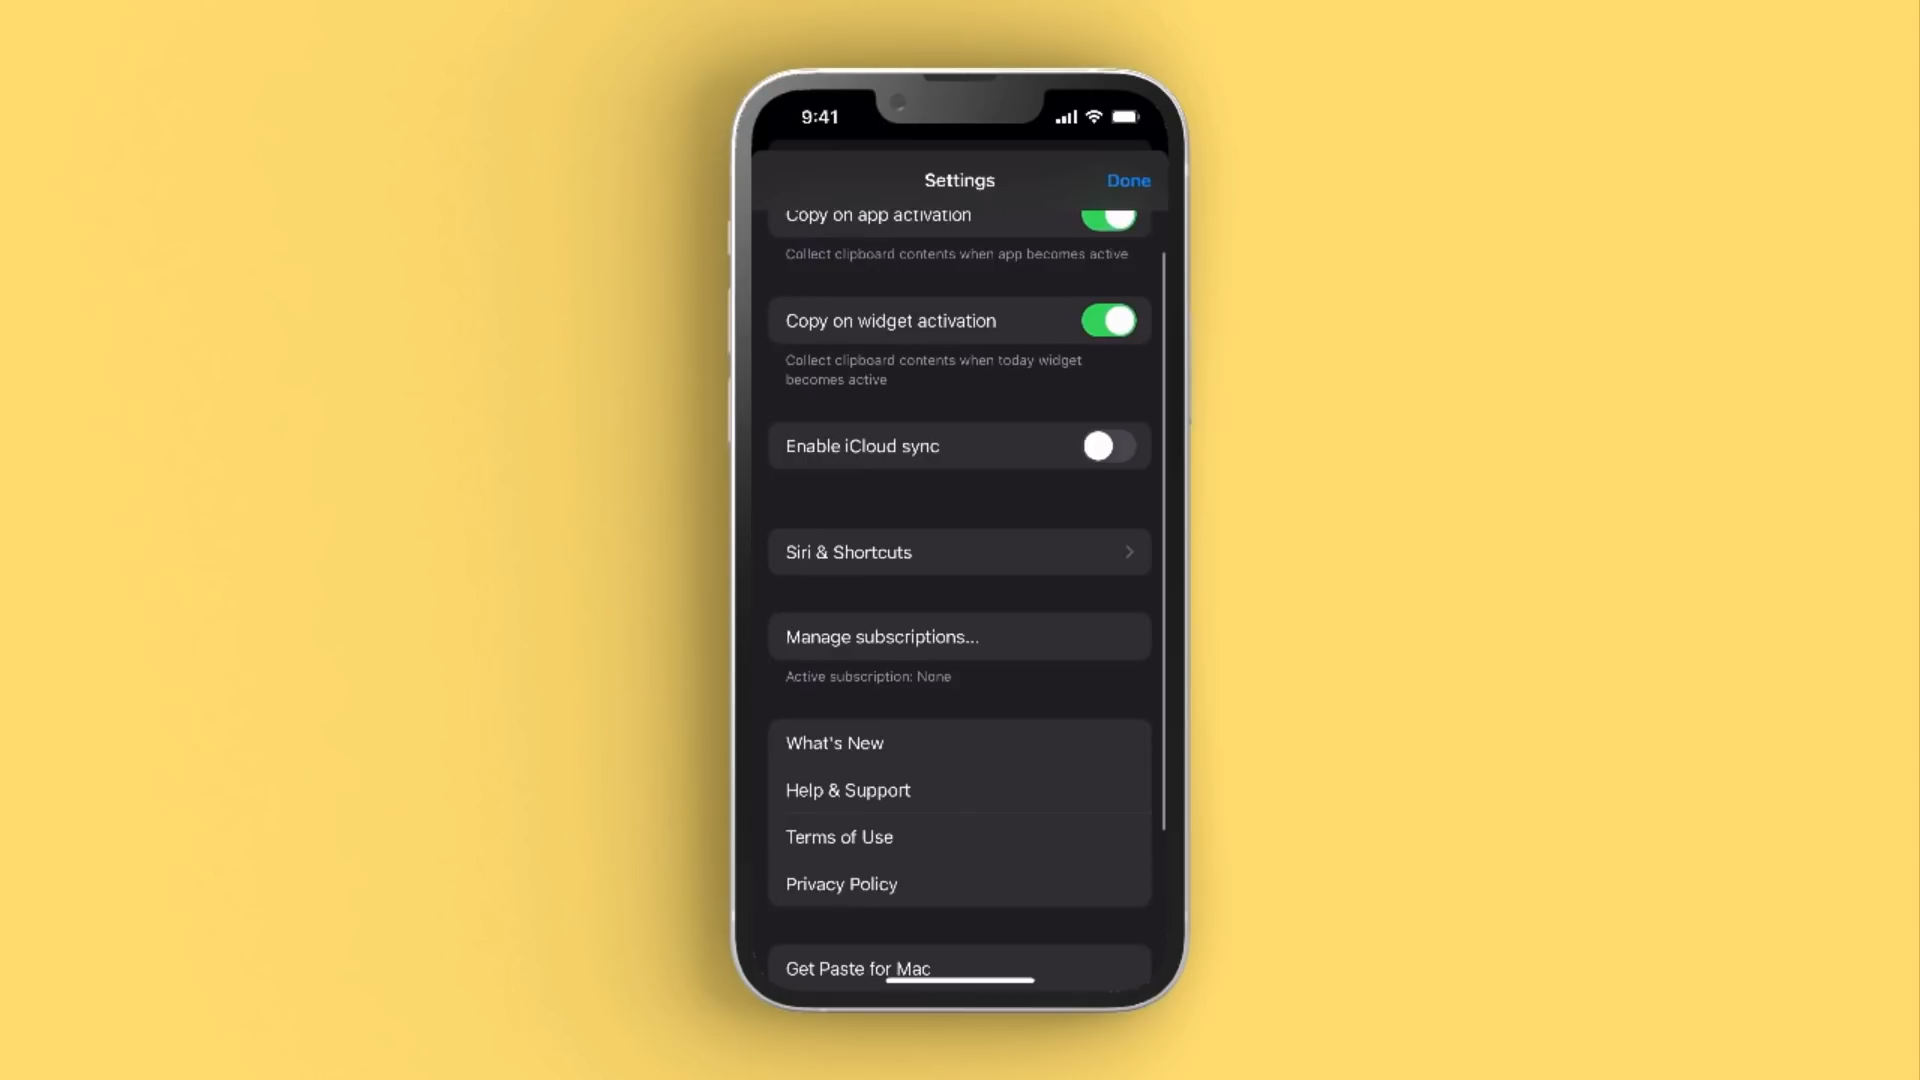 9:41
Settings
Done
Copy on app activation
Collect clipboard contents when app becomes active
Copy on widget activation
Collect clipboard contents when today widget
becomes active
Enable iCloud sync
Siri & Shortcuts
Manage subscriptions...
Active subscription: None
What's New
Help & Support
Terms of Use
Privacy Policy
Get Paste for Mac